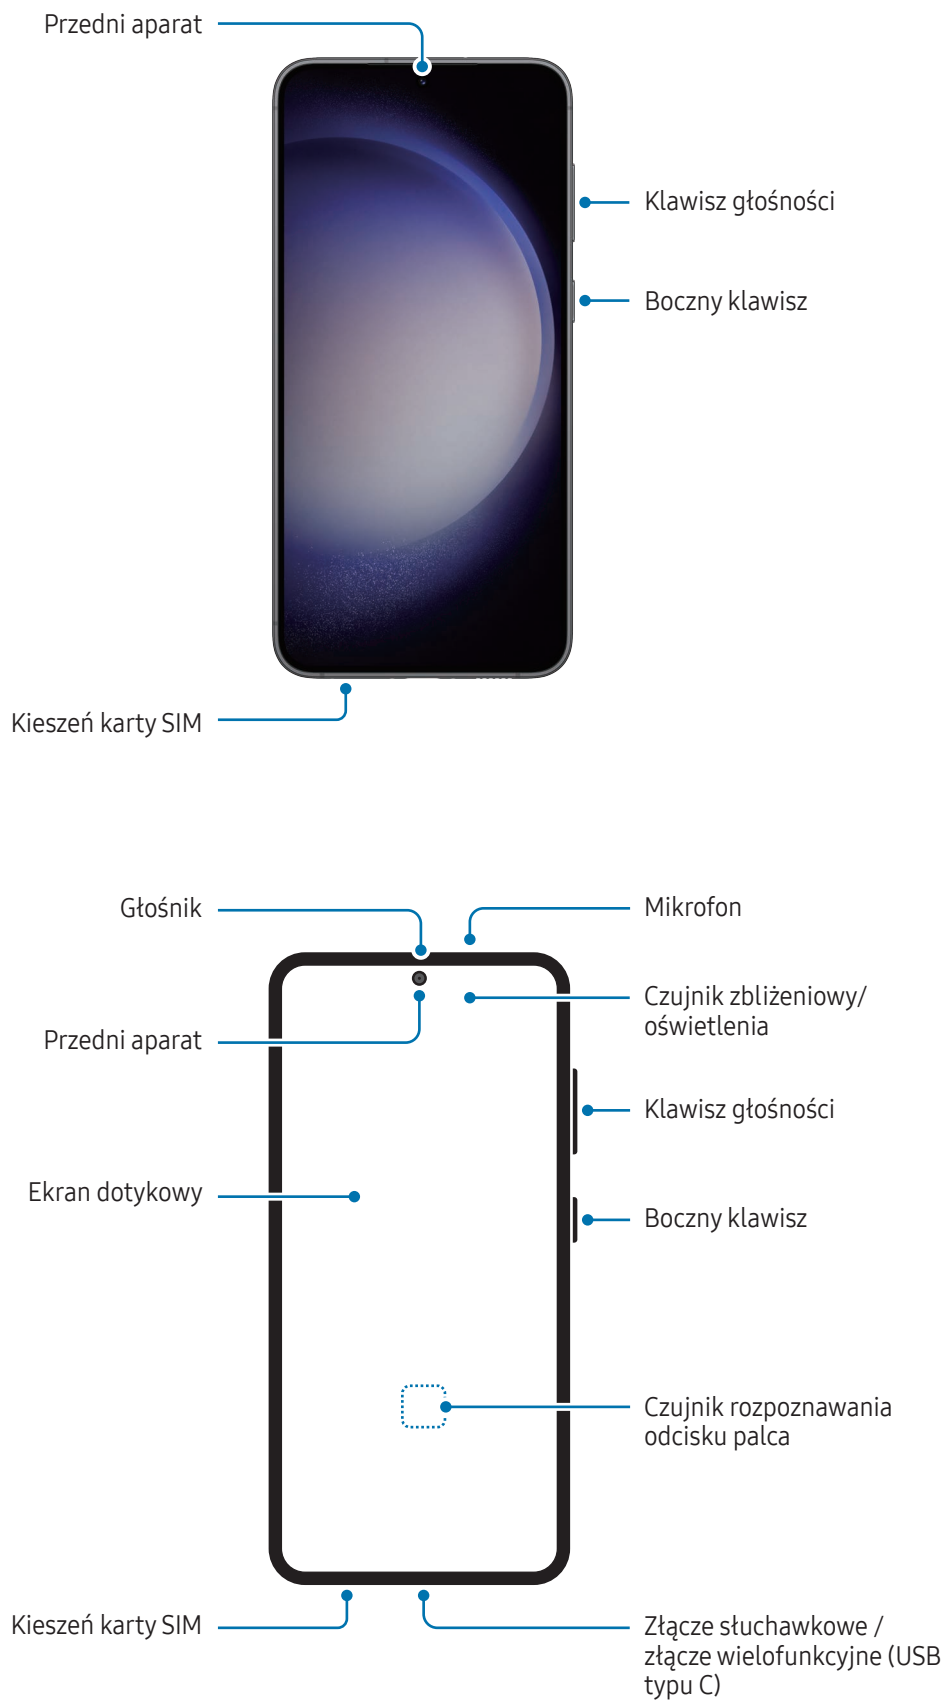 Przedni aparat
Klawisz głośności
Boczny klawisz
Kieszeń karty SIM
Głośnik
Mikrofon
Czujnik zbliżeniowy/
oświetlenia
Przedni aparat
Klawisz głośności
Ekran dotykowy
Boczny klawisz
Czujnik rozpoznawania
odcisku palca
Kieszeń karty SIM
Złącze słuchawkowe /
złącze wielofunkcyjne (USB
typu C)